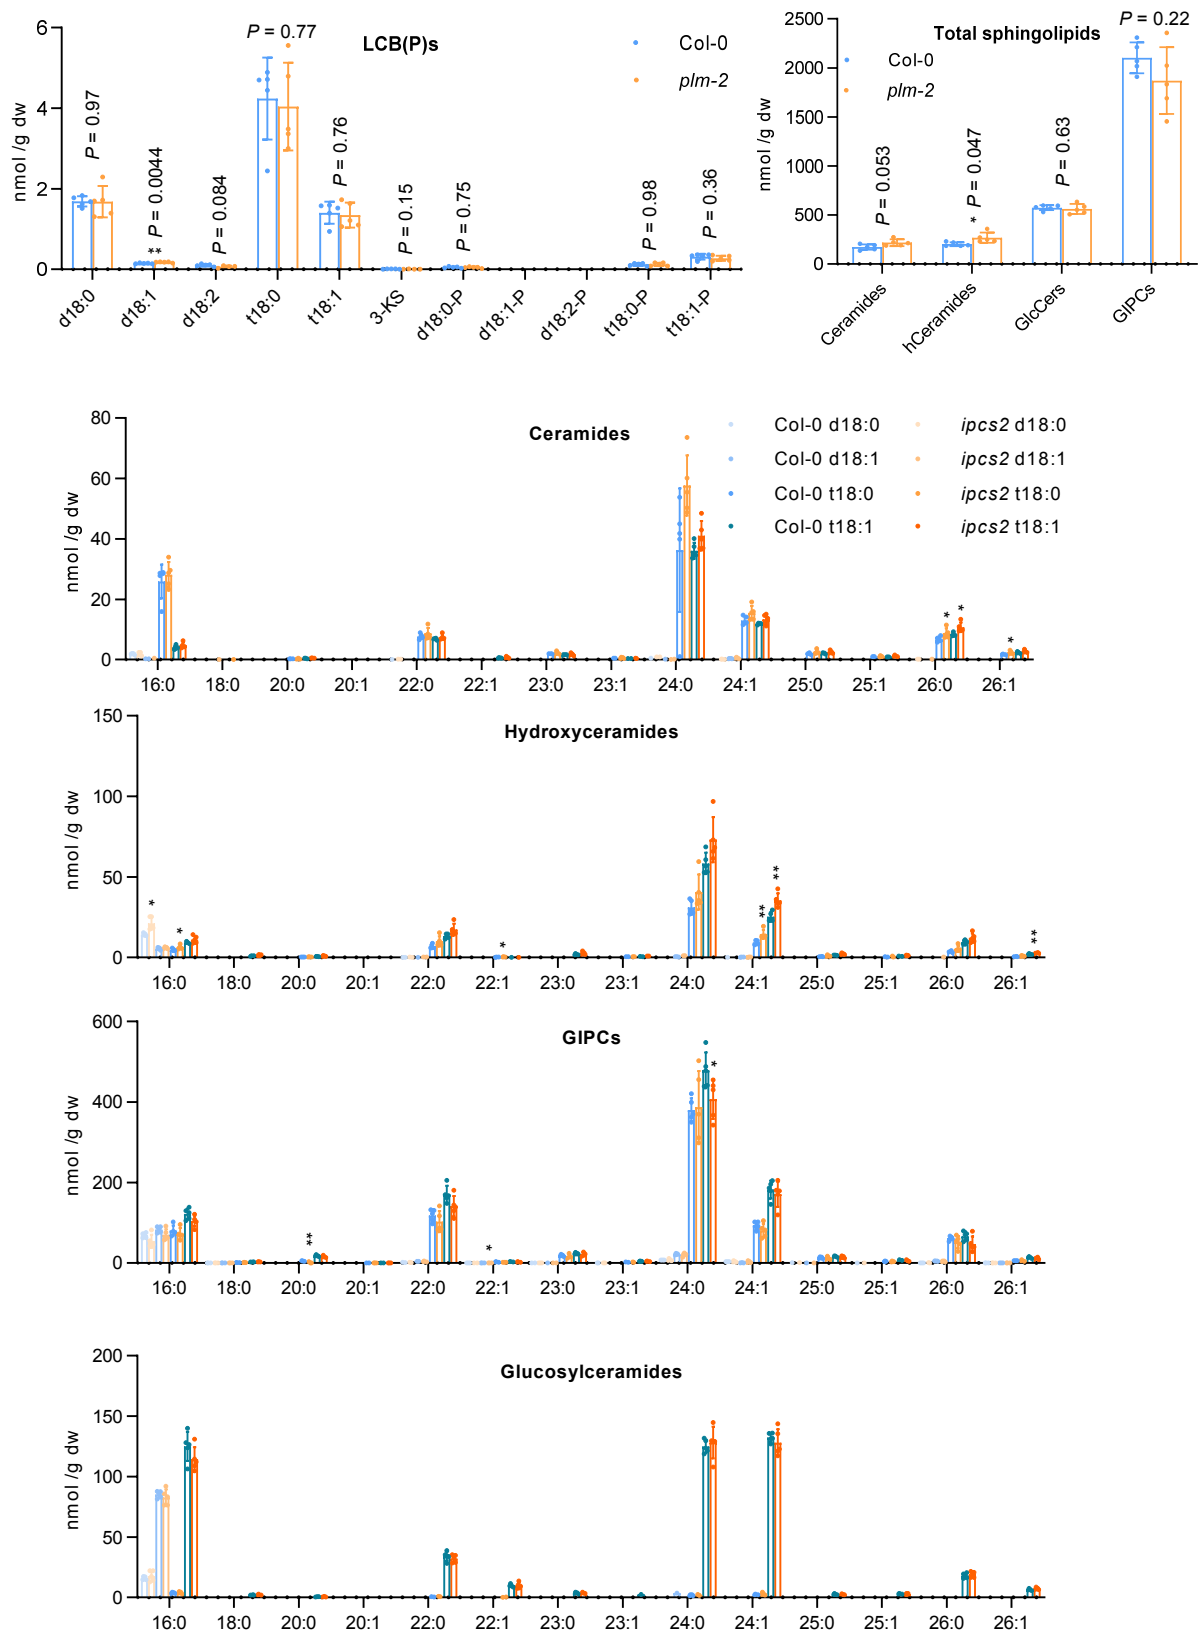 LCB(P)s
Col-0
plm-2
nmol /g dw
6
4
2
0
P = 0.97
** P = 0.0044
P = 0.084
P = 0.77
P = 0.76
P = 0.15
P = 0.75
P = 0.98
P = 0.36
d18:0
d18:1
d18:2
t18:0
t18:1
3-KS
d18:0-P
d18:1-P
d18:2-P
t18:0-P
t18:1-P
Total sphingolipids
Col-0
plm-2
nmol /g dw
2500
2000
1500
1000
500
0
P = 0.053
* P = 0.047
P = 0.63
P = 0.22
Ceramides
hCeramides
GlcCers
GIPCs
Ceramides
Col-0 d18:0
Col-0 d18:1
Col-0 t18:0
Col-0 t18:1
ipcs2 d18:0
ipcs2 d18:1
ipcs2 t18:0
ipcs2 t18:1
nmol /g dw
80
60
40
20
0
* * *
16:0 18:0 20:0 20:1 22:0 22:1 23:0 23:1 24:0 24:1 25:0 25:1 26:0 26:1
Hydroxyceramides
nmol /g dw
150
100
50
0
* * * ** ** **
16:0 18:0 20:0 20:1 22:0 22:1 23:0 23:1 24:0 24:1 25:0 25:1 26:0 26:1
GIPCs
nmol /g dw
600
400
200
0
** * *
16:0 18:0 20:0 20:1 22:0 22:1 23:0 23:1 24:0 24:1 25:0 25:1 26:0 26:1
Glucosylceramides
nmol /g dw
200
150
100
50
0
16:0 18:0 20:0 20:1 22:0 22:1 23:0 23:1 24:0 24:1 25:0 25:1 26:0 26:1